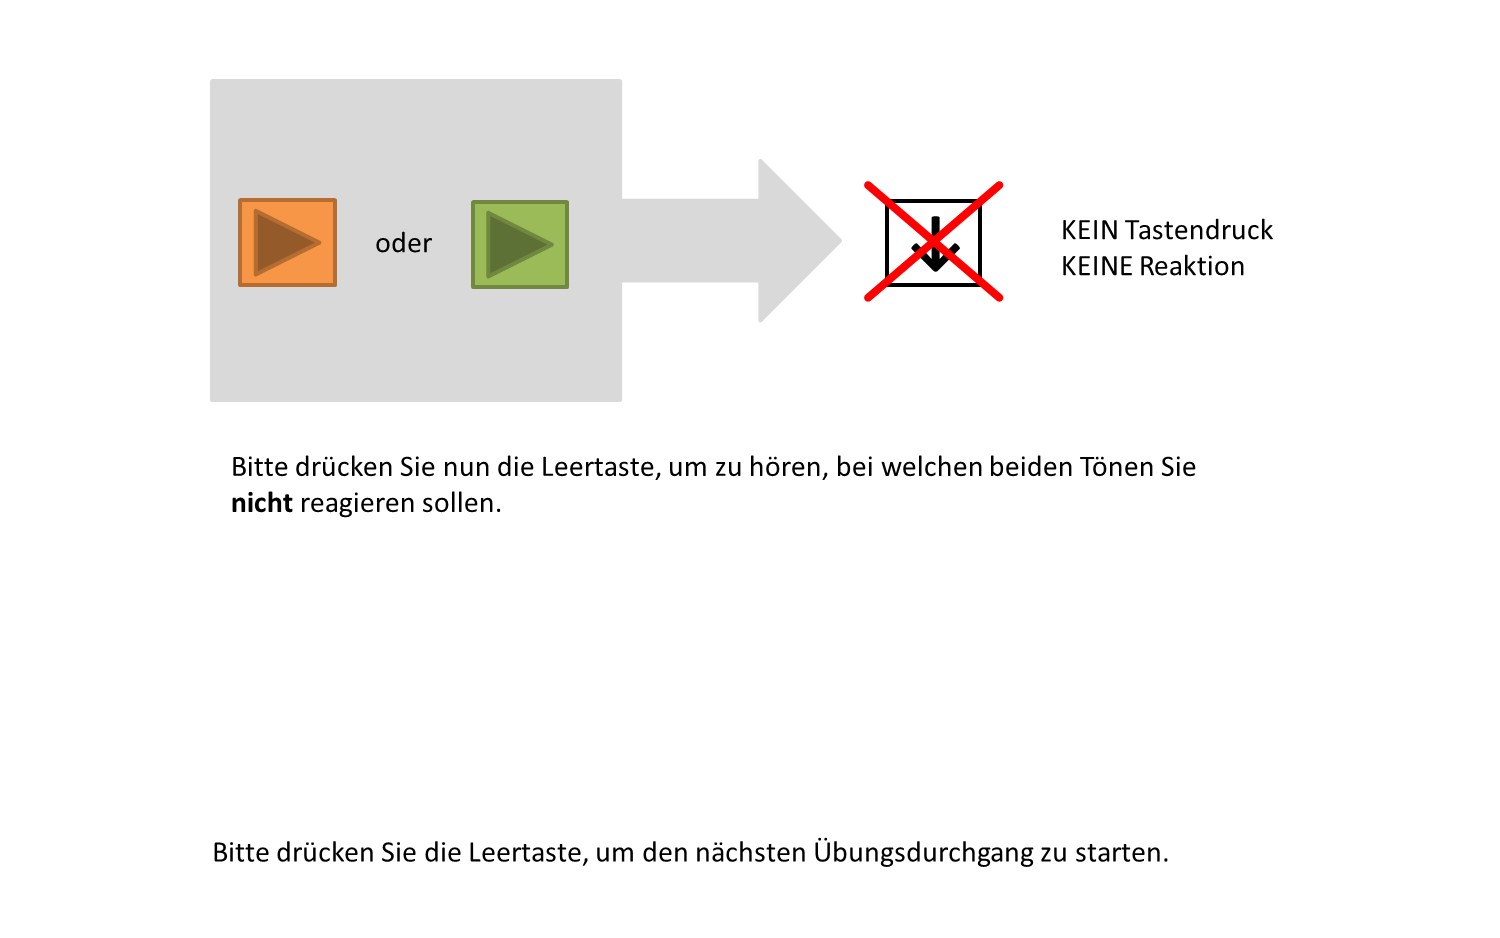 oder
KEIN Tastendruck
KEINE Reaktion
Bitte drücken Sie nun die Leertaste, um zu hören, bei welchen beiden Tönen Sie
nicht reagieren sollen.
Bitte drücken Sie die Leertaste, um den nächsten Übungsdurchgang zu starten.